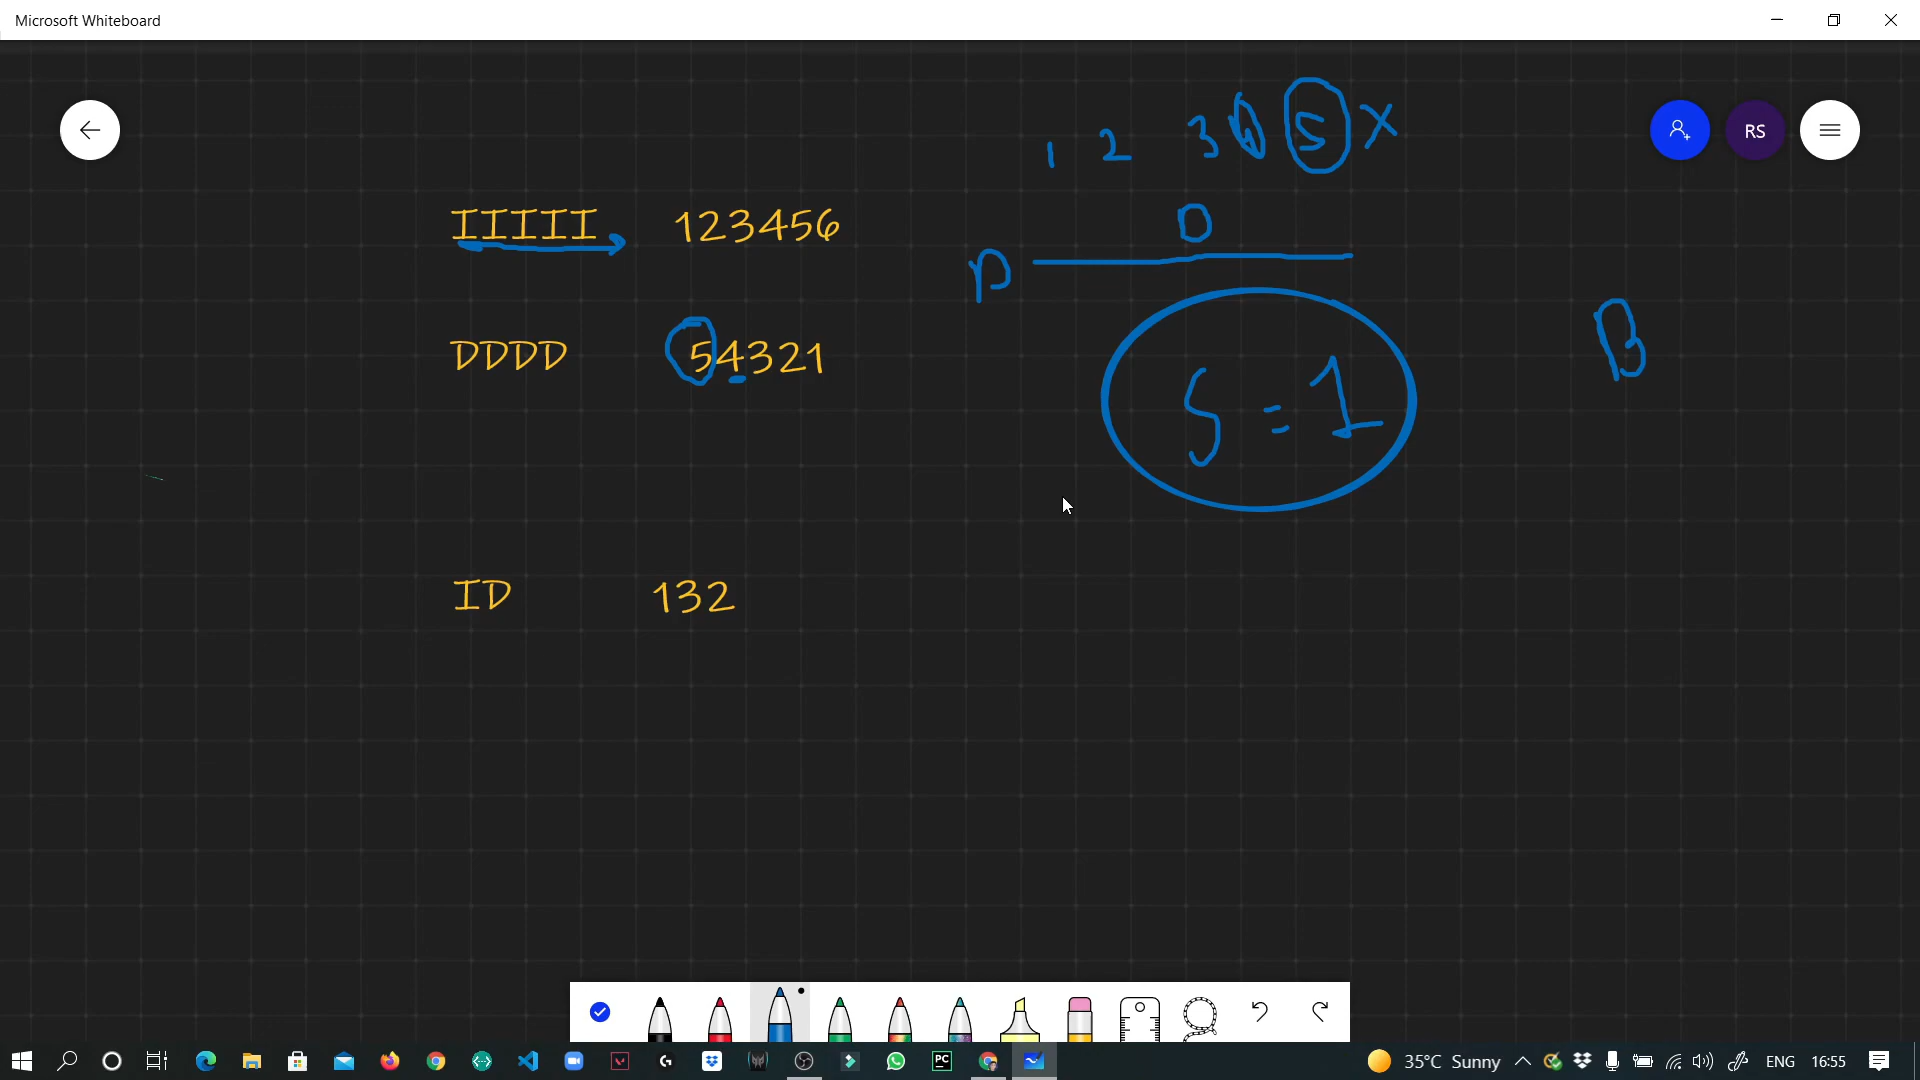 Microsoft Whiteboard
1 2 3 4 5 X
RS
IIIII 123456
D
D
DDDD 54321
B
S = 1
ID 132
35°C Sunny
ENG 16:55